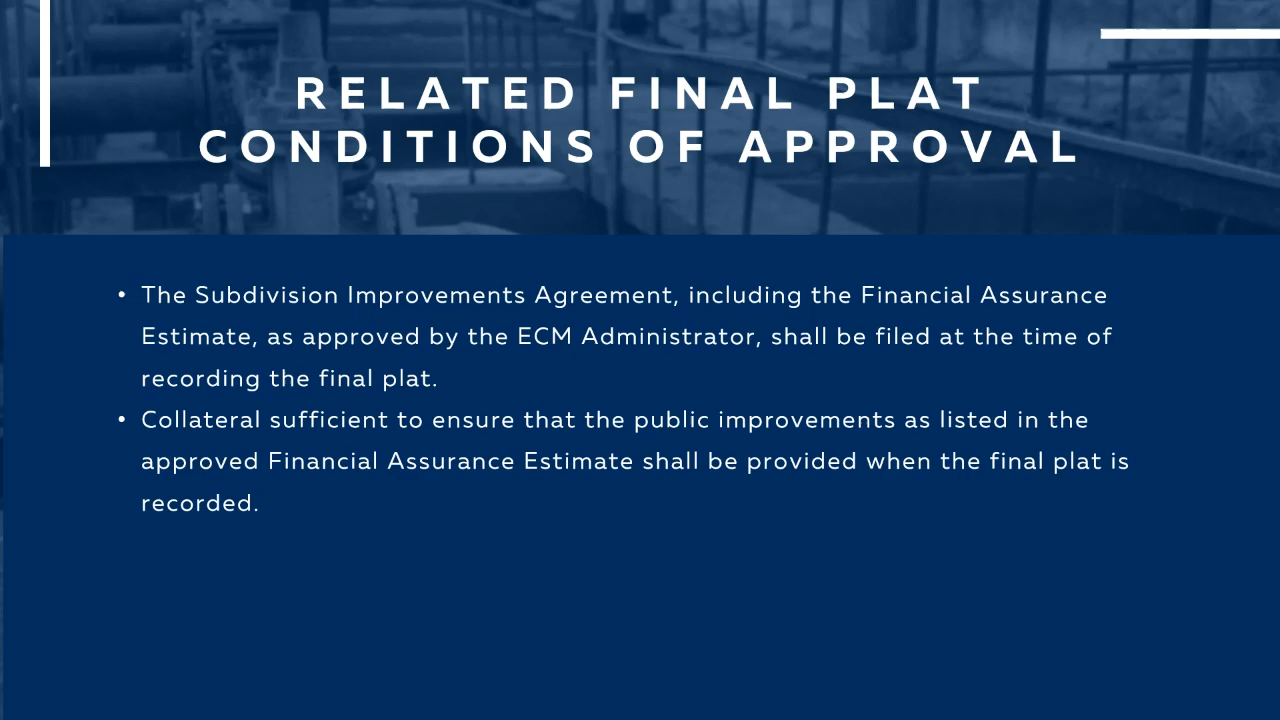 RELATED FINAL PLAT
CONDITIONS OF APPROVAL
• The Subdivision Improvements Agreement, including the Financial Assurance
Estimate, as approved by the ECM Administrator, shall be filed at the time of
recording the final plat.
• Collateral sufficient to ensure that the public improvements as listed in the
approved Financial Assurance Estimate shall be provided when the final plat is
recorded.